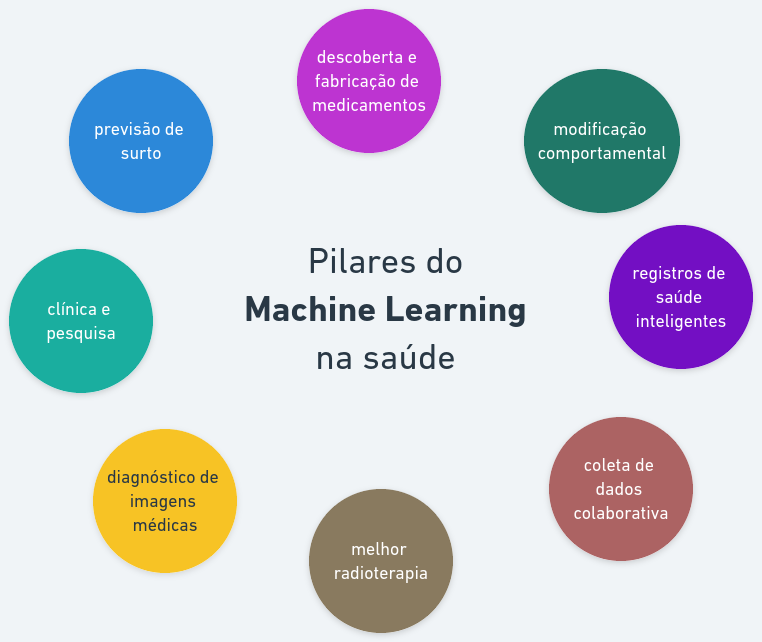 descoberta e
fabricação de
medicamentos
previsão de
surto
modificação
comportamental
Pilares do
Machine Learning
na saúde
registros de
saúde
inteligentes
clínica e
pesquisa
diagnóstico de
imagens
médicas
coleta de
dados
colaborativa
melhor
radioterapia